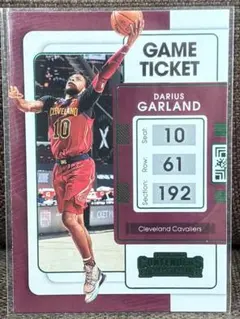 GAME
TICKET
DARIUS
GARLAND
Seat:
10
Row:
61
Section:
192
Cleveland Cavaliers
CLEVELAND
10
CONTENDERS